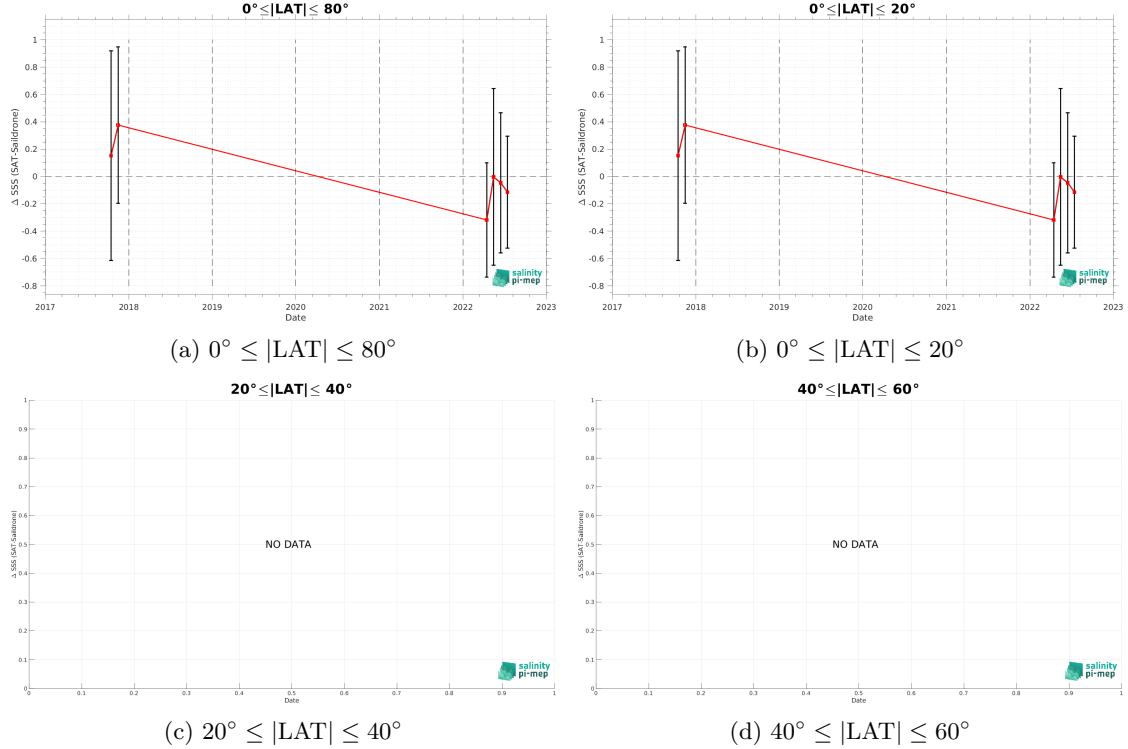 0°≤|LAT|≤ 80°
1
0.8
0.6
0.4
0.2
0
-0.2
-0.4
-0.6
-0.8
Δ SSS (SAT-Saildrone)
salinity
pi-mep
2017 2018 2019 2020 2021 2022 2023
Date
(a) 0° ≤ |LAT| ≤ 80°
0°≤|LAT|≤ 20°
1
0.8
0.6
0.4
0.2
0
-0.2
-0.4
-0.6
-0.8
Δ SSS (SAT-Saildrone)
salinity
pi-mep
2017 2018 2019 2020 2021 2022 2023
Date
(b) 0° ≤ |LAT| ≤ 20°
20°≤|LAT|≤ 40°
1
0.9
0.8
0.7
0.6
0.5
0.4
0.3
0.2
0.1
0
Δ SSS (SAT-Saildrone)
NO DATA
salinity
pi-mep
0 0.1 0.2 0.3 0.4 0.5 0.6 0.7 0.8 0.9 1
Date
(c) 20° ≤ |LAT| ≤ 40°
40°≤|LAT|≤ 60°
1
0.9
0.8
0.7
0.6
0.5
0.4
0.3
0.2
0.1
0
Δ SSS (SAT-Saildrone)
NO DATA
salinity
pi-mep
0 0.1 0.2 0.3 0.4 0.5 0.6 0.7 0.8 0.9 1
Date
(d) 40° ≤ |LAT| ≤ 60°